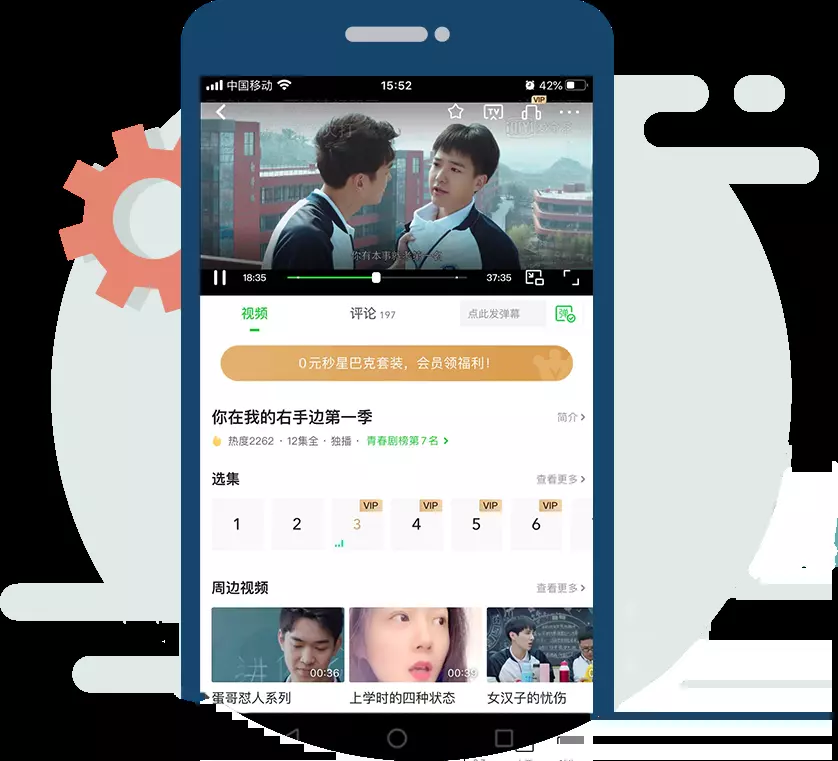 中国移动
15:52
42%
VIP
TV
你有本事
18:35
37:35
视频
评论 197
点此发弹幕
弹
0元秒星巴克套装，会员领福利！
你在我的右手边第一季
简介
热度2262 · 12集全 · 独播 · 青春剧榜第7名
选集
查看更多
VIP
VIP
VIP
VIP
1
2
3
4
5
6
周边视频
查看更多
00:36
蛋哥怼人系列
上学时的四种状态
女汉子的忧伤